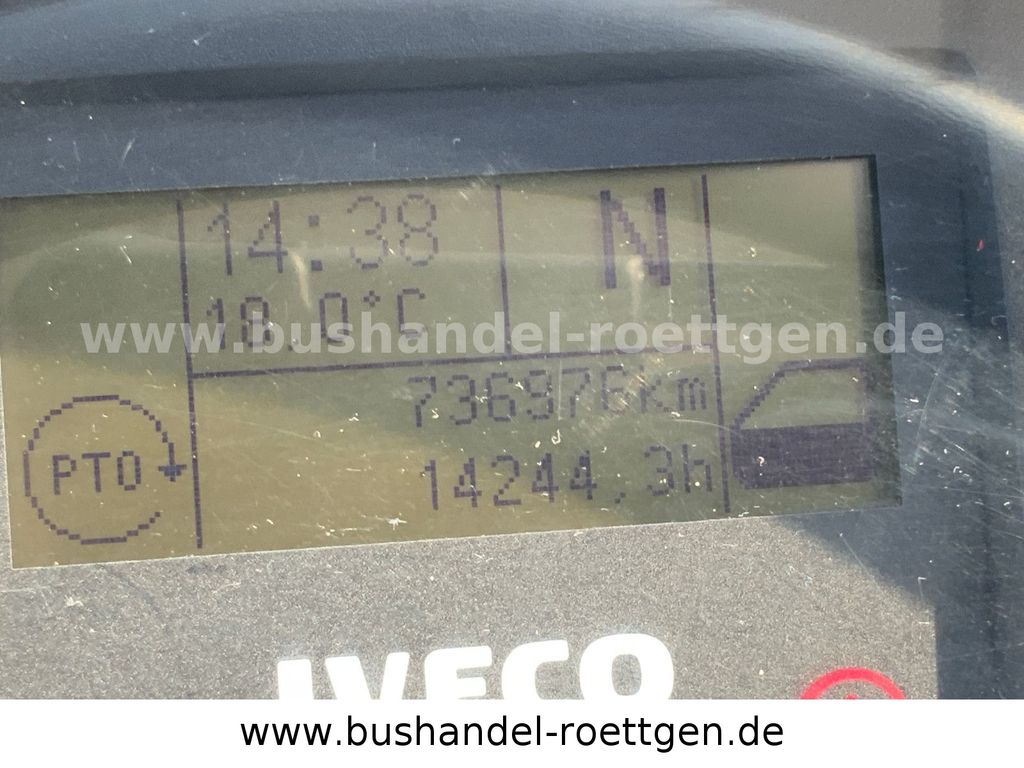 14:38
N
18.0°C
www.bushandel-roettgen.de
736976km
PTO
14244,3h
IVECO
www.bushandel-roettgen.de